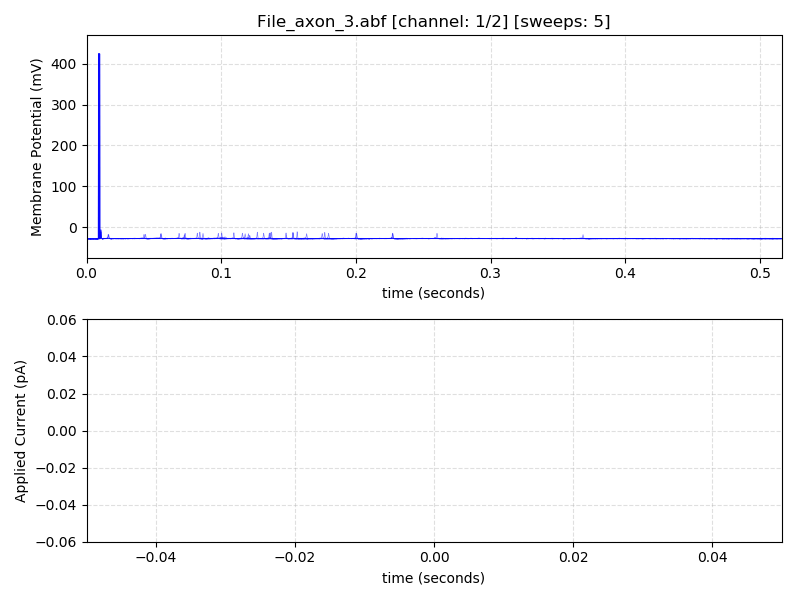 File_axon_3.abf [channel: 1/2] [sweeps: 5]
Membrane Potential (mV)
400
300
200
100
0
0.0 0.1 0.2 0.3 0.4 0.5
time (seconds)
Applied Current (pA)
0.06
0.04
0.02
0.00
−0.02
−0.04
−0.06
−0.04 −0.02 0.00 0.02 0.04
time (seconds)